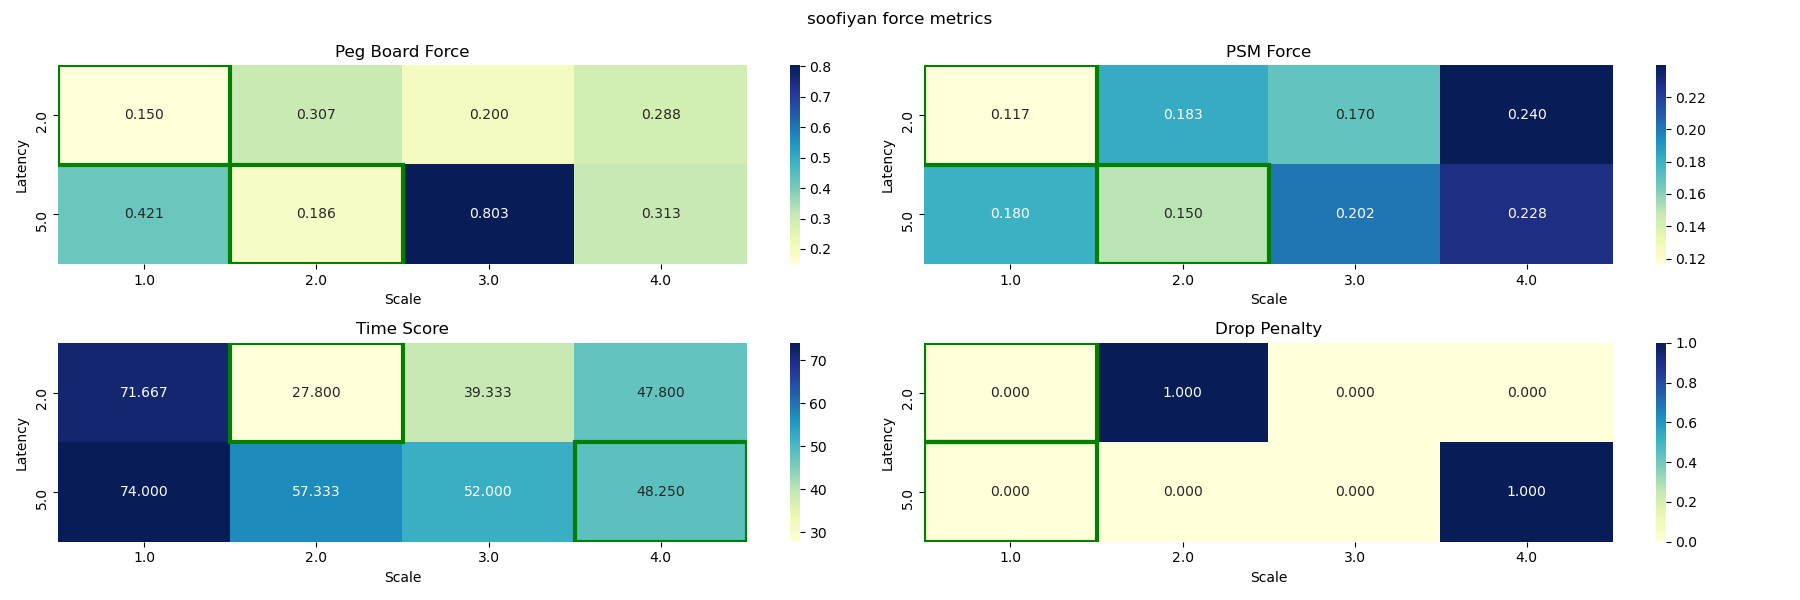 soofiyan force metrics
Peg Board Force
0.150 0.307 0.200 0.288
0.421 0.186 0.803 0.313
2.0
5.0
Latency
1.0 2.0 3.0 4.0
Scale
0.8
0.7
0.6
0.5
0.4
0.3
0.2
PSM Force
0.117 0.183 0.170 0.240
0.180 0.150 0.202 0.228
2.0
5.0
Latency
1.0 2.0 3.0 4.0
Scale
0.22
0.20
0.18
0.16
0.14
0.12
Time Score
71.667 27.800 39.333 47.800
74.000 57.333 52.000 48.250
2.0
5.0
Latency
1.0 2.0 3.0 4.0
Scale
70
60
50
40
30
Drop Penalty
0.000 1.000 0.000 0.000
0.000 0.000 0.000 1.000
2.0
5.0
Latency
1.0 2.0 3.0 4.0
Scale
1.0
0.8
0.6
0.4
0.2
0.0